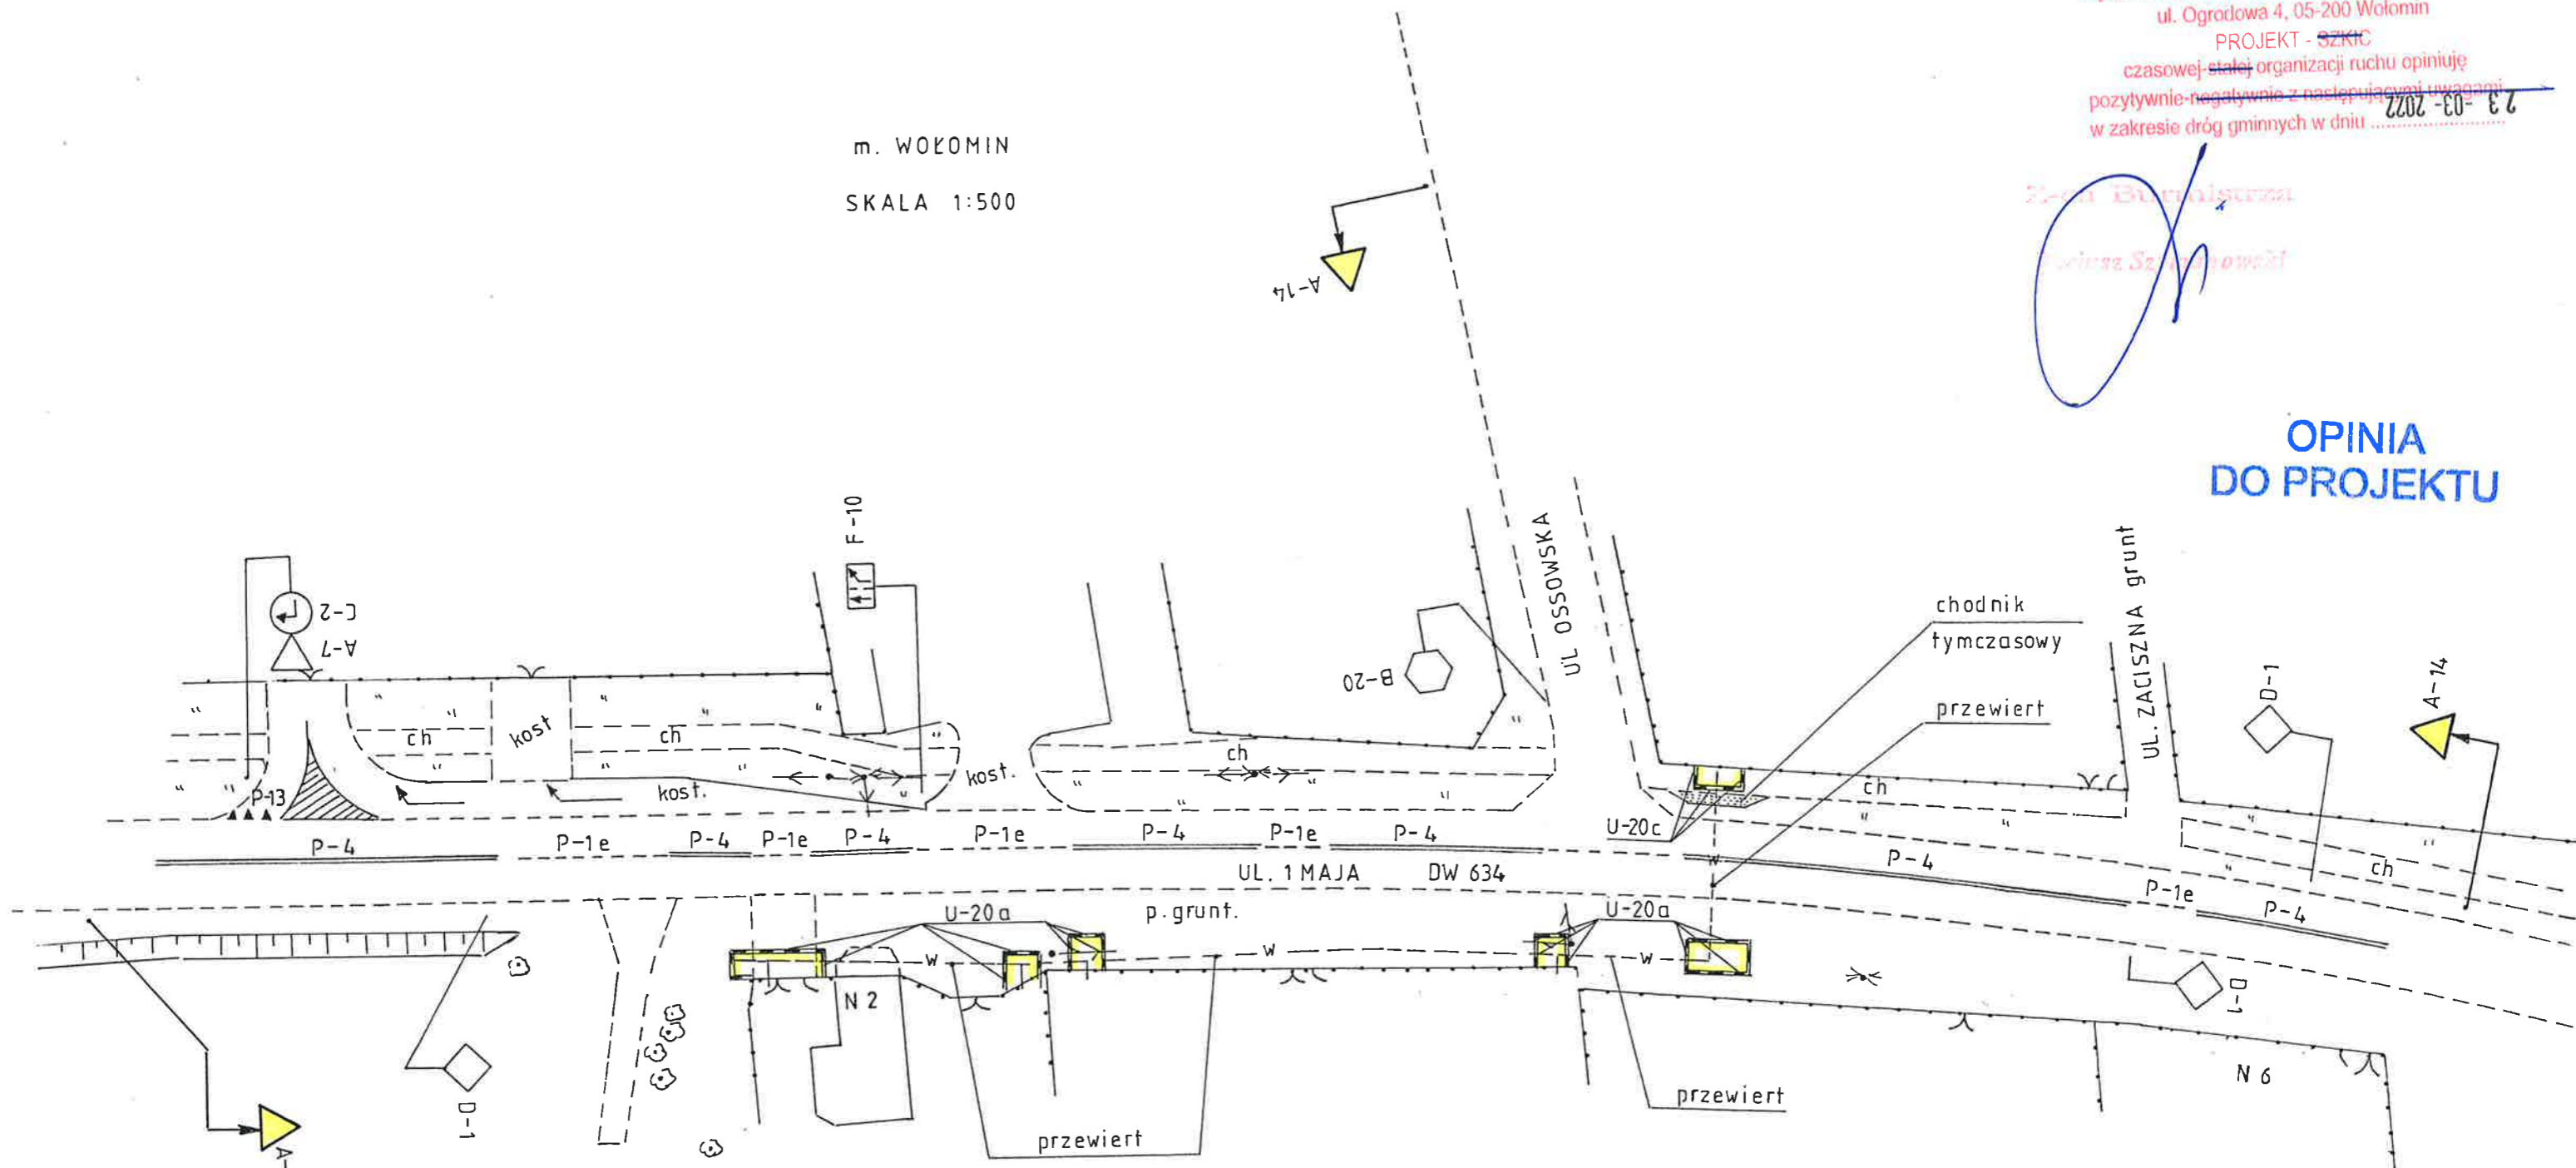 ul. Ogrodowa 4, 05-200 Wołomin
PROJEKT - SZKIC
czasowej-stałej organizacji ruchu opiniuję
pozytywnie-negatywnie z następującymi uwagami
23 -03- 2022
w zakresie dróg gminnych w dniu ..............................
Burmistrza
OPINIA
DO PROJEKTU
m. WOŁOMIN
SKALA 1:500
A-14
F-10
C-2
A-7
B-20
UL OSSOWSKA
chodnik
tymczasowy
przewiert
UL. ZACISZNA grunt
D-1
A-14
ch
kost
ch
kost.
kost.
ch
ch
ch
P-13
U-20c
P-4
P-1e
P-4
P-1e
P-4
P-1e
P-4
P-1e
P-4
P-4
P-1e
P-4
UL. 1 MAJA
DW 634
w
U-20a
p.grunt.
U-20a
w
w
w
N 2
D-1
N 6
D-1
A-
przewiert
przewiert